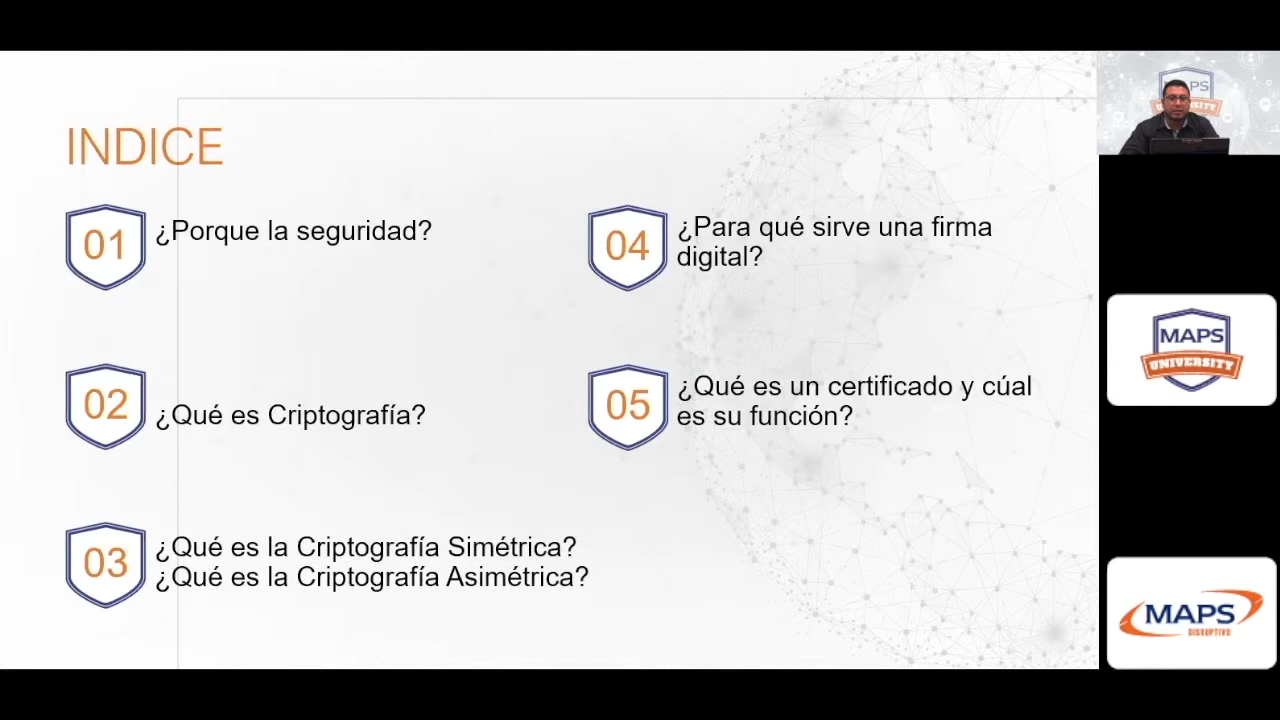 INDICE
01
¿Porque la seguridad?
02
¿Qué es Criptografía?
03
¿Qué es la Criptografía Simétrica?
¿Qué es la Criptografía Asimétrica?
04
¿Para qué sirve una firma
digital?
05
¿Qué es un certificado y cúal
es su función?
MAPS
UNIVERSITY
MAPS
DISRUPTIVO